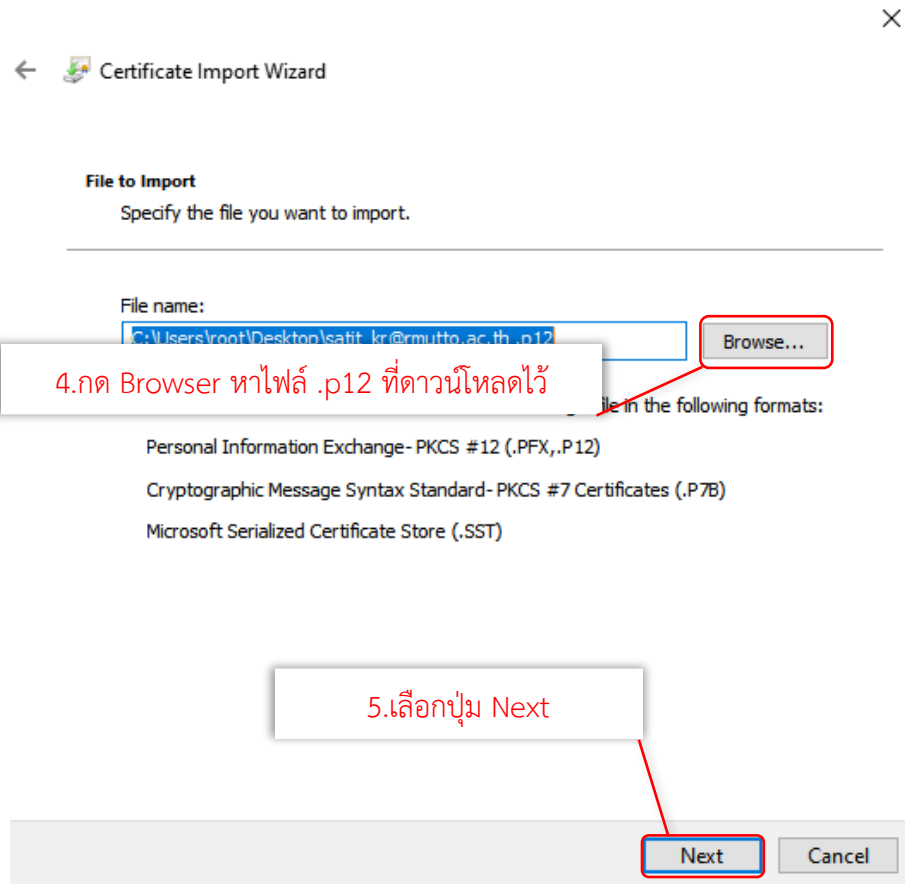 Certificate Import Wizard
File to Import
Specify the file you want to import.
File name:
C:\Users\root\Desktop\satit_kr@rmutto.ac.th .p12
Browse...
4.กด Browser หาไฟล์ .p12 ที่ดาวน์โหลดไว้
file in the following formats:
Personal Information Exchange- PKCS #12 (.PFX,.P12)
Cryptographic Message Syntax Standard- PKCS #7 Certificates (.P7B)
Microsoft Serialized Certificate Store (.SST)
5.เลือกปุ่ม Next
Next
Cancel